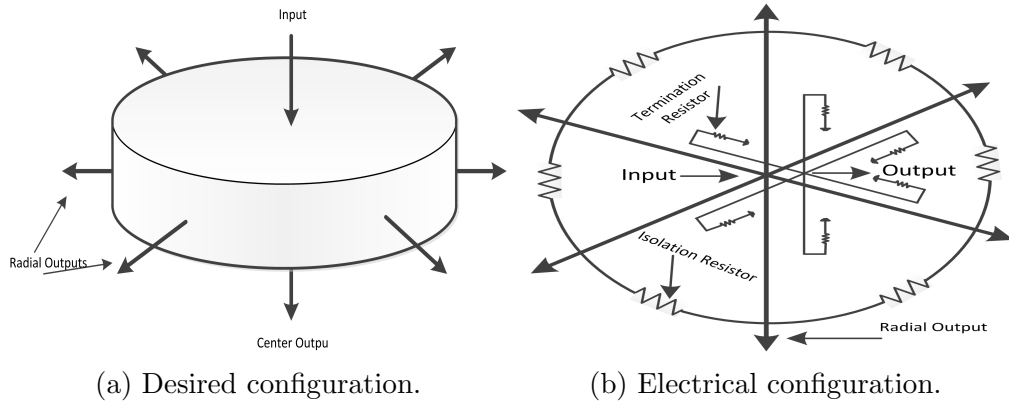 Input
Radial Outputs
Center Outpu
(a) Desired configuration.
Termination
Resistor
Input
Output
Isolation Resistor
Radial Output
(b) Electrical configuration.